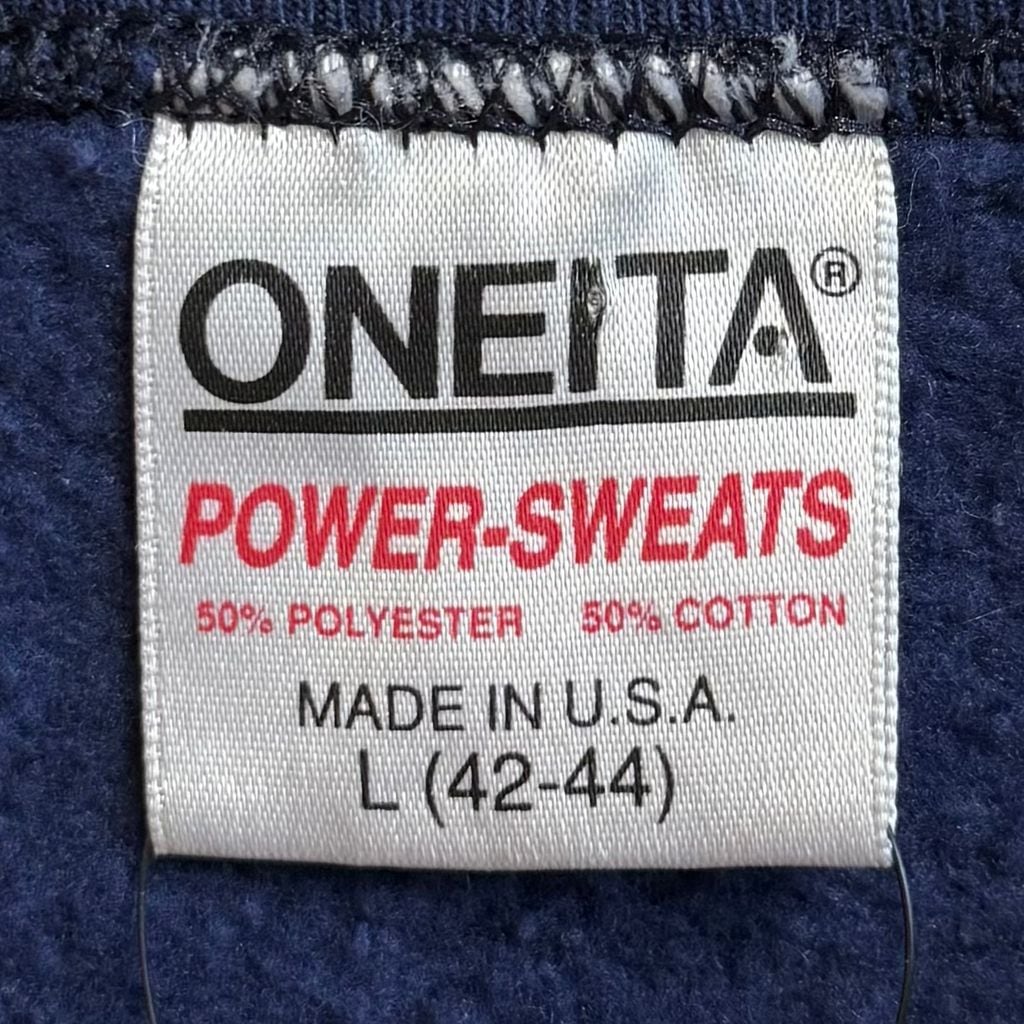 ONEITA®
POWER-SWEATS
50% POLYESTER 50% COTTON
MADE IN U.S.A.
L (42-44)